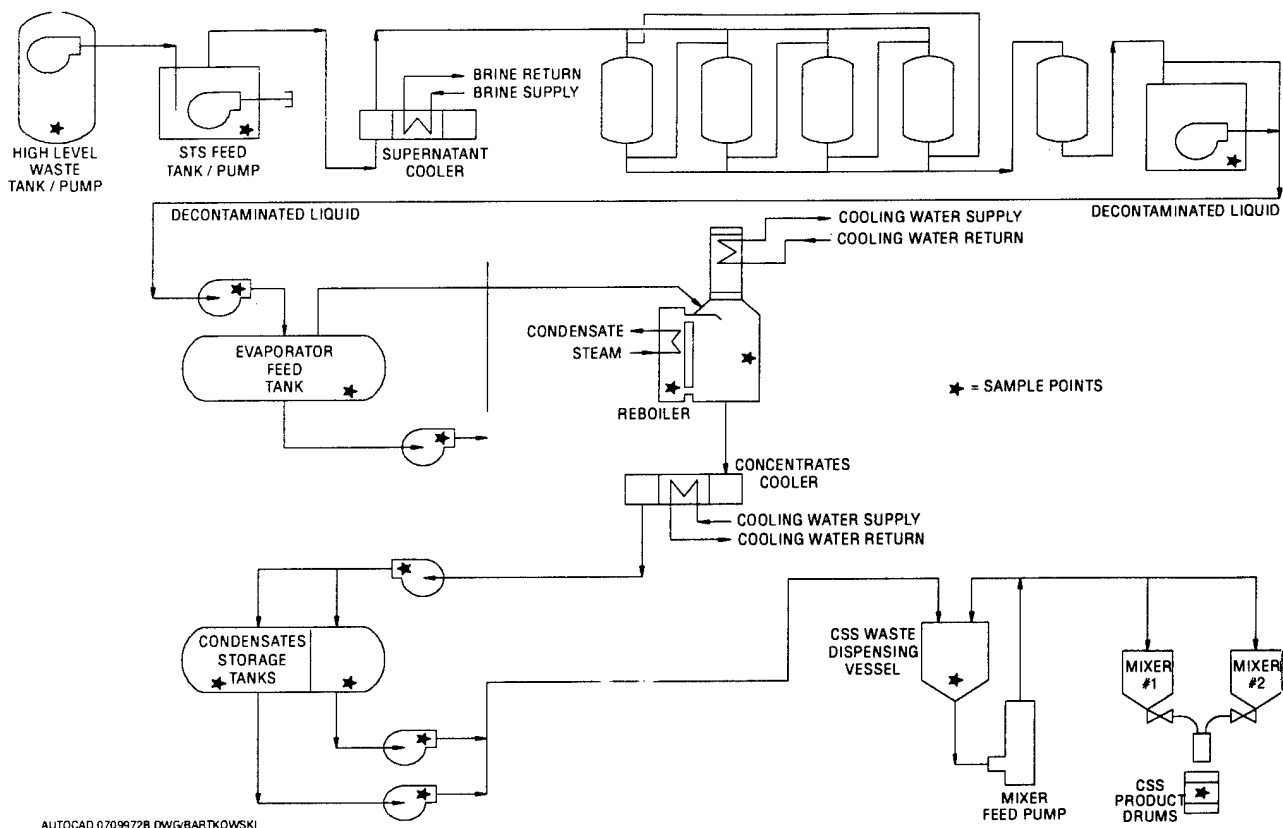 BRINE RETURN
BRINE SUPPLY
HIGH LEVEL
WASTE
TANK / PUMP
STS FEED
TANK / PUMP
SUPERNATANT
COOLER
DECONTAMINATED LIQUID
DECONTAMINATED LIQUID
COOLING WATER SUPPLY
COOLING WATER RETURN
CONDENSATE
STEAM
EVAPORATOR
FEED
TANK
REBOILER
★ = SAMPLE POINTS
CONCENTRATES
COOLER
COOLING WATER SUPPLY
COOLING WATER RETURN
CONDENSATES
STORAGE
TANKS
CSS WASTE
DISPENSING
VESSEL
MIXER
#1
MIXER
#2
MIXER
FEED PUMP
CSS
PRODUCT
DRUMS
AUTOCAD 07099728 DWG/BARTKOWSKI